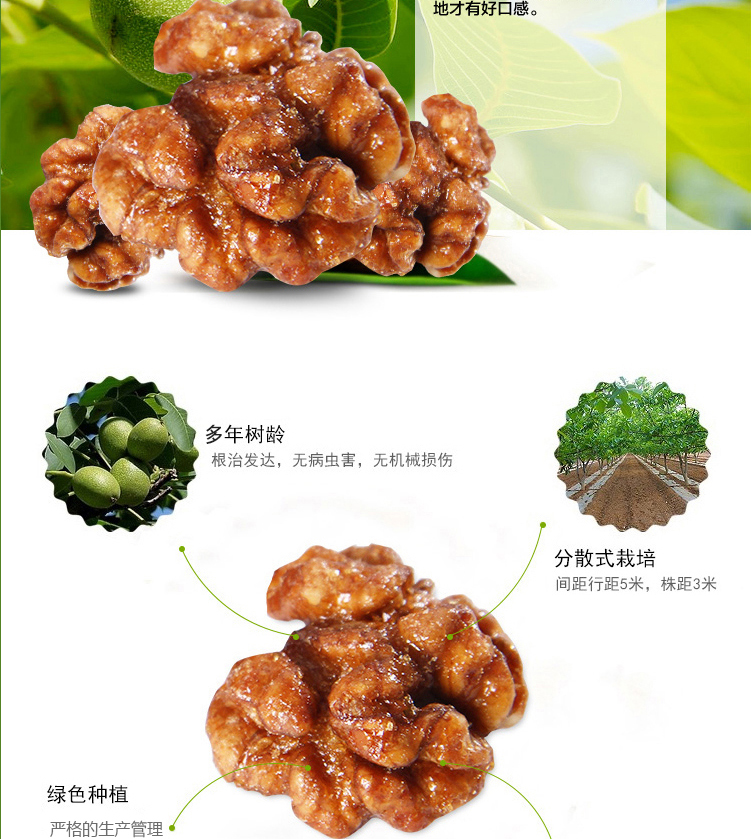 地才有好口感。
多年树龄
根治发达，无病虫害，无机械损伤
分散式栽培
间距行距5米，株距3米
绿色种植
严格的生产管理